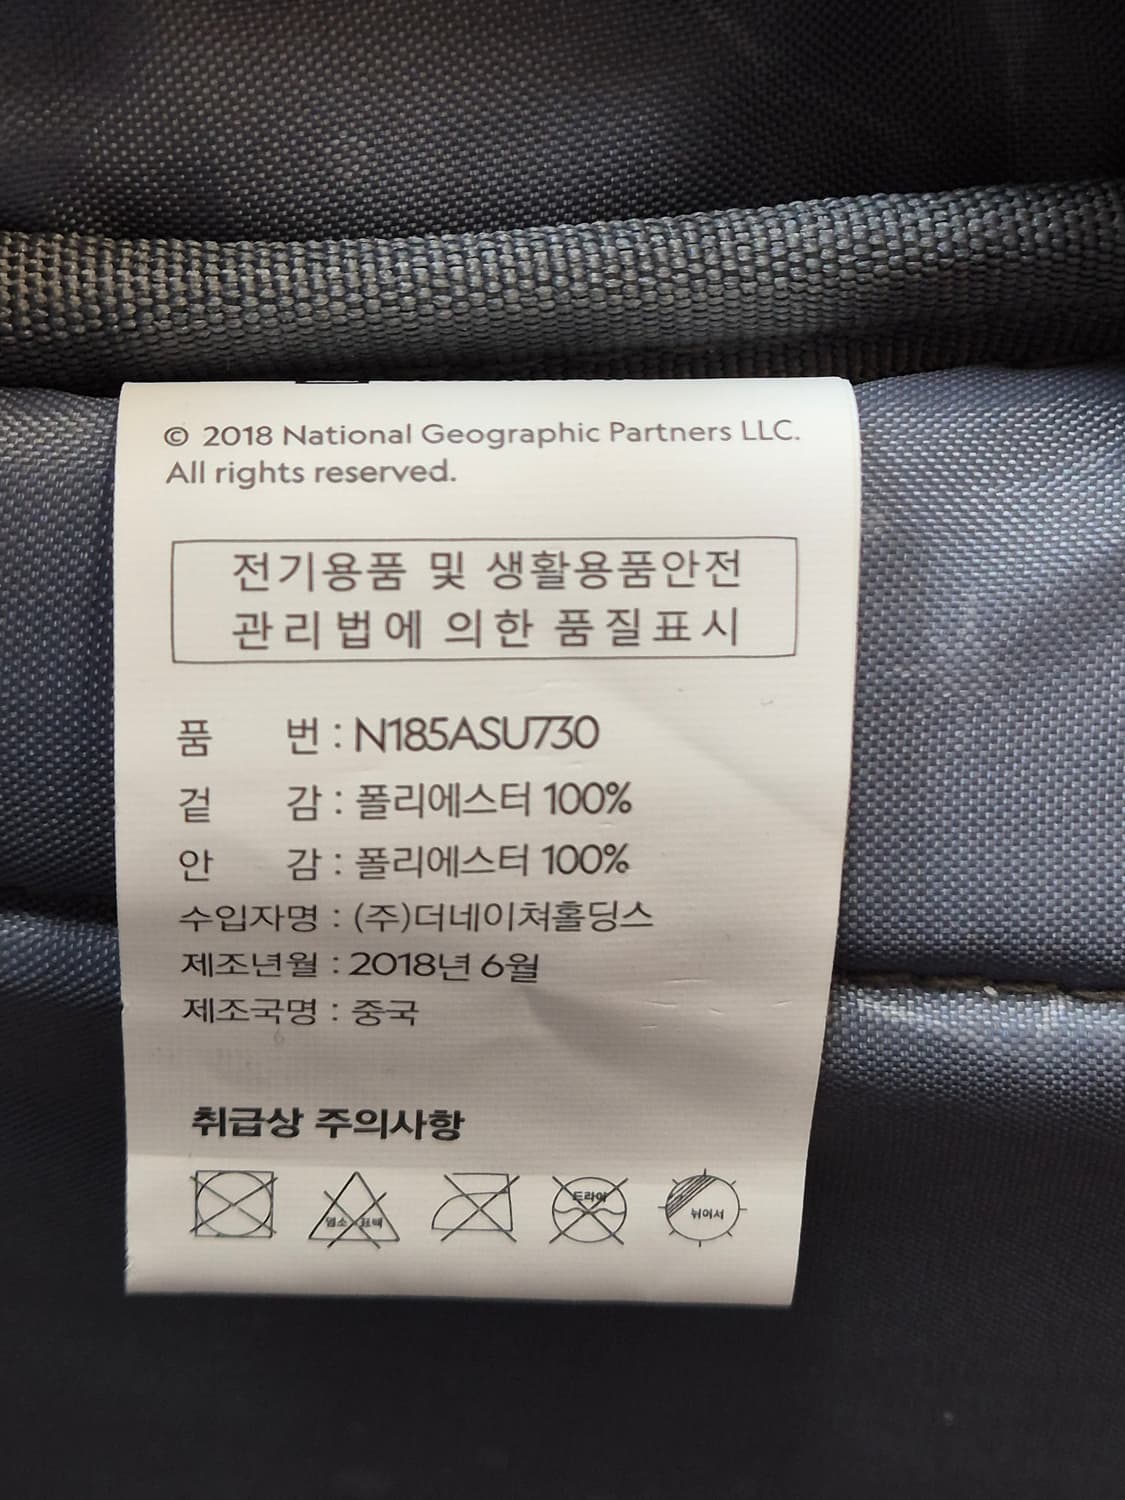 © 2018 National Geographic Partners LLC.
All rights reserved.
전기용품 및 생활용품안전
관리법에 의한 품질표시
품 번 : N185ASU730
겉 감 : 폴리에스터 100%
안 감 : 폴리에스터 100%
수입자명 : (주)더네이쳐홀딩스
제조년월 : 2018년 6월
제조국명 : 중국
취급상 주의사항
염소 표백 드라이 뉘어서